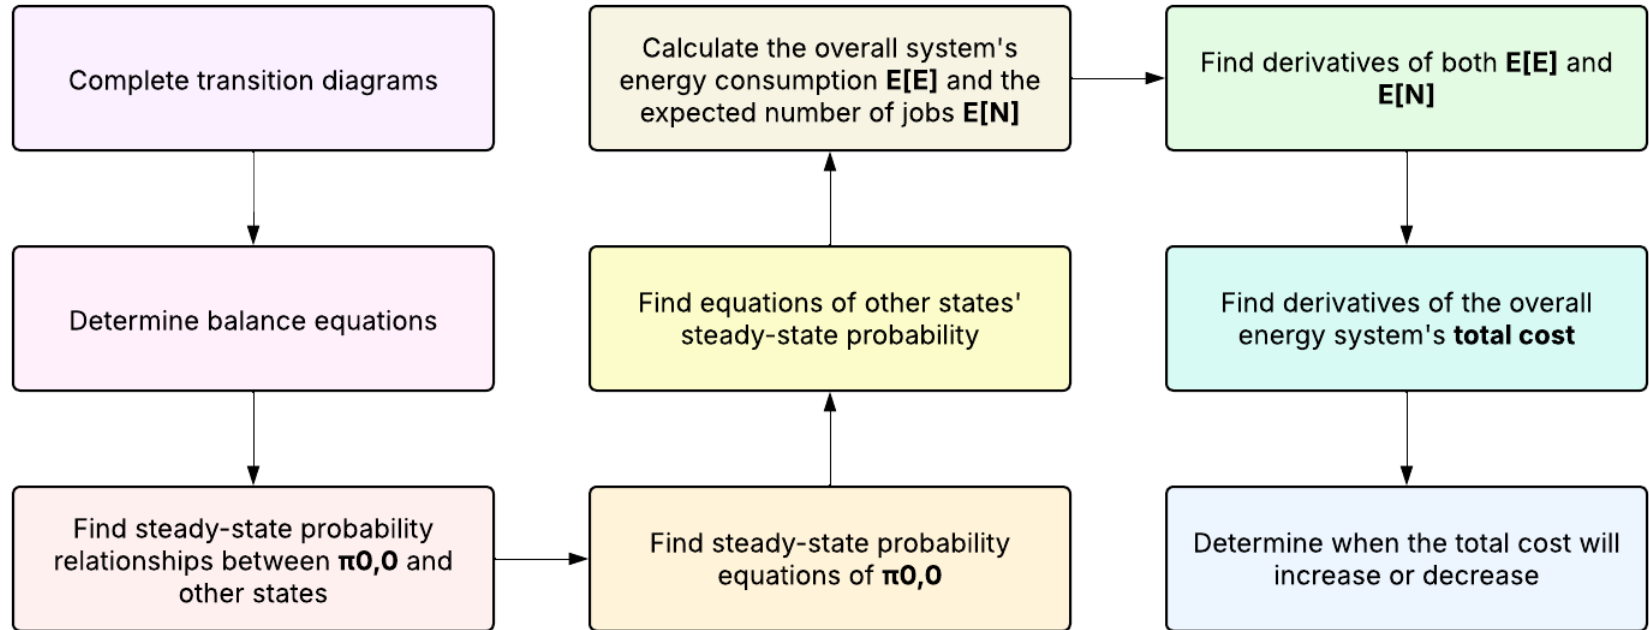 Complete transition diagrams
Determine balance equations
Find steady-state probability
relationships between π0,0 and
other states
Find steady-state probability
equations of π0,0
Find equations of other states'
steady-state probability
Calculate the overall system's
energy consumption E[E] and the
expected number of jobs E[N]
Find derivatives of both E[E] and
E[N]
Find derivatives of the overall
energy system's total cost
Determine when the total cost will
increase or decrease